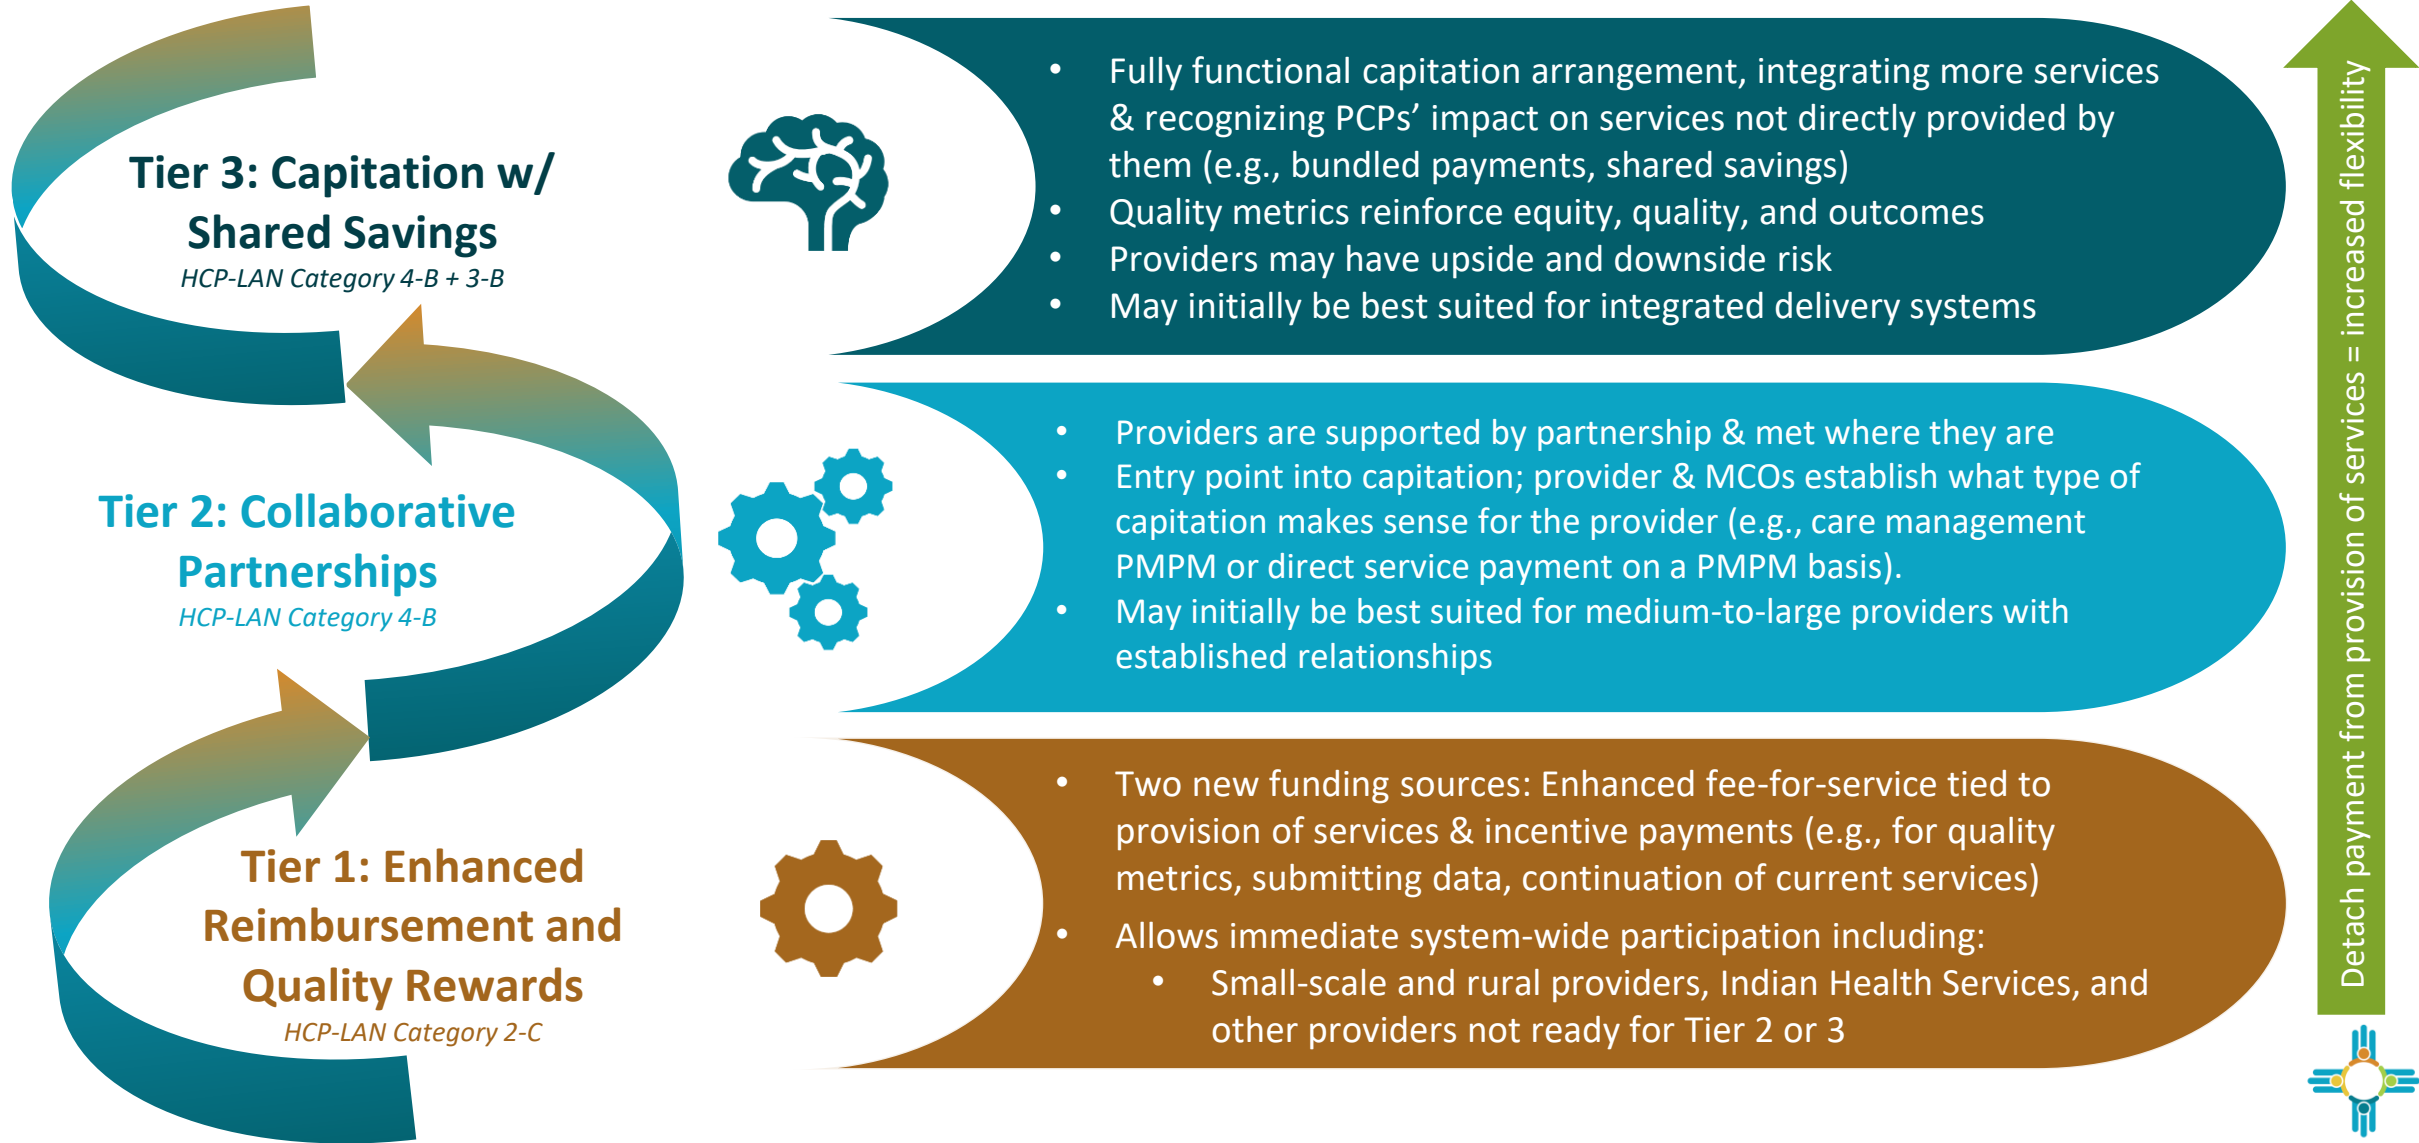 Tier 3: Capitation w/
Shared Savings
HCP-LAN Category 4-B + 3-B
• Fully functional capitation arrangement, integrating more services
& recognizing PCPs’ impact on services not directly provided by
them (e.g., bundled payments, shared savings)
• Quality metrics reinforce equity, quality, and outcomes
• Providers may have upside and downside risk
• May initially be best suited for integrated delivery systems
Tier 2: Collaborative
Partnerships
HCP-LAN Category 4-B
• Providers are supported by partnership & met where they are
• Entry point into capitation; provider & MCOs establish what type of
capitation makes sense for the provider (e.g., care management
PMPM or direct service payment on a PMPM basis).
• May initially be best suited for medium-to-large providers with
established relationships
Tier 1: Enhanced
Reimbursement and
Quality Rewards
HCP-LAN Category 2-C
• Two new funding sources: Enhanced fee-for-service tied to
provision of services & incentive payments (e.g., for quality
metrics, submitting data, continuation of current services)
• Allows immediate system-wide participation including:
• Small-scale and rural providers, Indian Health Services, and
other providers not ready for Tier 2 or 3
Detach payment from provision of services = increased flexibility